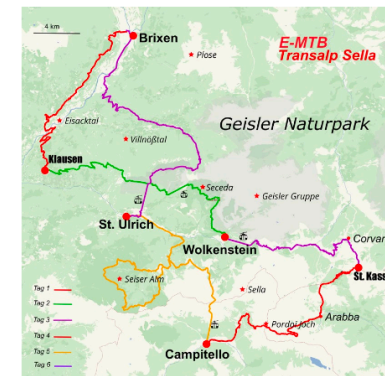 4 km
Brixen
E-MTB
Transalp Sella
Plose
Eisacktal
Geisler Naturpark
Villnößtal
Klausen
Seceda
Geisler Gruppe
St. Ulrich
Wolkenstein
Corvar
St. Kass
Seiser Alm
Sella
Tag 1
Tag 2
Tag 3
Tag 4
Tag 5
Tag 6
Pordoi Joch
Arabba
Campitello